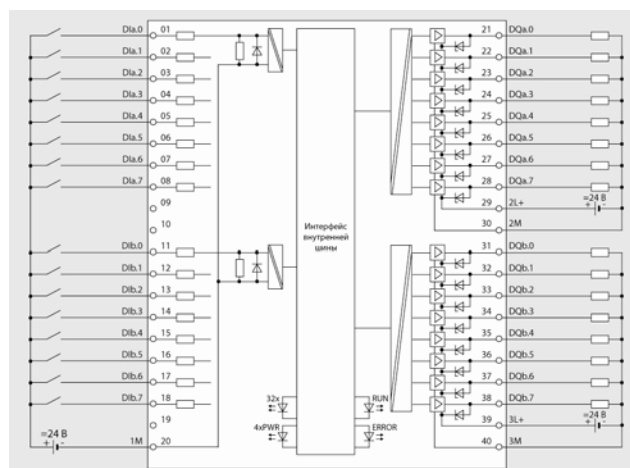 DIa.0 01 21 DQa.0
DIa.1 02 22 DQa.1
DIa.2 03 23 DQa.2
DIa.3 04 24 DQa.3
DIa.4 05 25 DQa.4
DIa.5 06 26 DQa.5
DIa.6 07 27 DQa.6
DIa.7 08 28 DQa.7
=24 В
09 29 2L+ + -
10 30 2M
Интерфейс
внутренней
шины
DIb.0 11 31 DQb.0
DIb.1 12 32 DQb.1
DIb.2 13 33 DQb.2
DIb.3 14 34 DQb.3
DIb.4 15 35 DQb.4
DIb.5 16 36 DQb.5
DIb.6 17 37 DQb.6
DIb.7 18 32x RUN 38 DQb.7
=24 В
19 39 3L+ + -
=24 В
+ - 1M 20 4xPWR ERROR 40 3M